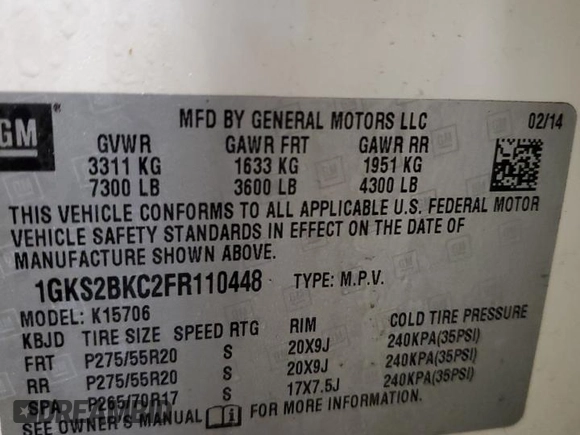 GM
®
MFD BY GENERAL MOTORS LLC
02/14
GVWR GAWR FRT GAWR RR
3311 KG 1633 KG 1951 KG
7300 LB 3600 LB 4300 LB
THIS VEHICLE CONFORMS TO ALL APPLICABLE U.S. FEDERAL MOTOR
VEHICLE SAFETY STANDARDS IN EFFECT ON THE DATE OF
MANUFACTURE SHOWN ABOVE.
1GKS2BKC2FR110448 TYPE: M.P.V.
MODEL: K15706
KBJD TIRE SIZE SPEED RTG RIM COLD TIRE PRESSURE
FRT P275/55R20 S 20X9J 240KPA(35PSI)
RR P275/55R20 S 20X9J 240KPA(35PSI)
SPA P265/70R17 S 17X7.5J 240KPA(35PSI)
SEE OWNER'S MANUAL FOR MORE INFORMATION.